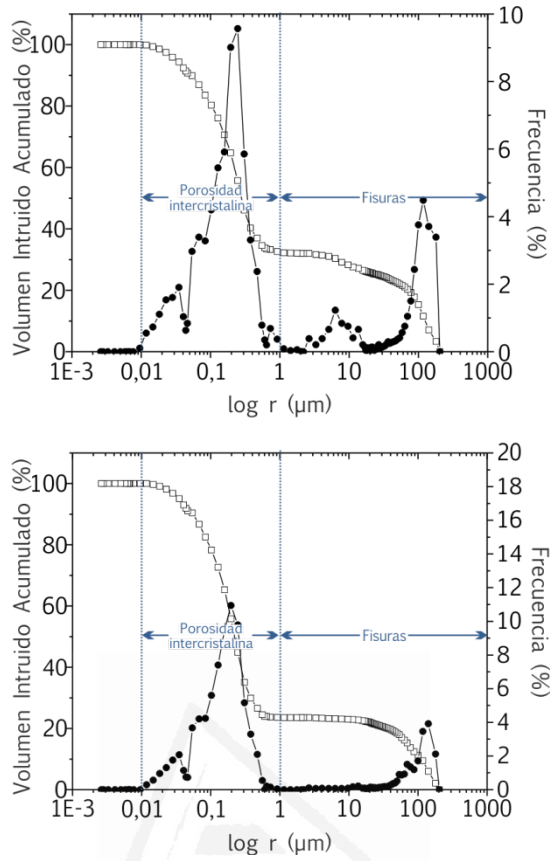 Volumen Intruido Acumulado (%)
100
80
60
40
20
0
10
8
6
4
2
0
Frecuencia (%)
Porosidad
intercristalina
Fisuras
1E-3 0,01 0,1 1 10 100 1000
log r (µm)
Volumen Intruido Acumulado (%)
100
80
60
40
20
0
20
18
16
14
12
10
8
6
4
2
0
Frecuencia (%)
Porosidad
intercristalina
Fisuras
1E-3 0,01 0,1 1 10 100 1000
log r (µm)